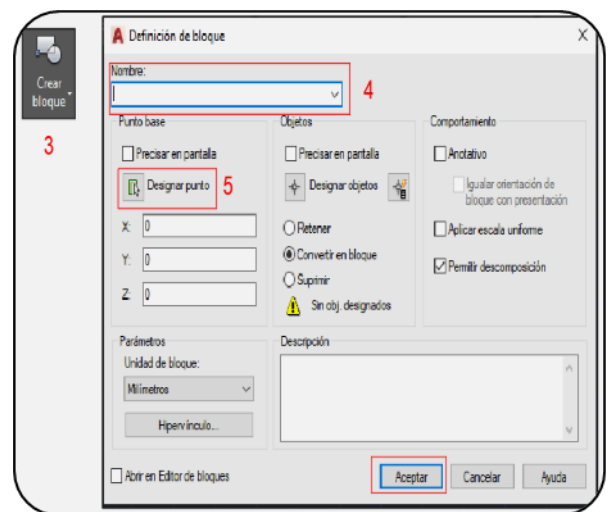 Definición de bloque
Crear
bloque
3
Nombre:
4
Punto base
Precisar en pantalla
Designar punto
5
X: 0
Y: 0
Z: 0
Objetos
Precisar en pantalla
Designar objetos
Retener
Convertir en bloque
Suprimir
Sin obj. designados
Comportamiento
Anotativo
Igualar orientación de
bloque con presentación
Aplicar escala uniforme
Permitir descomposición
Parámetros
Unidad de bloque:
Milímetros
Hipervínculo...
Descripción
Abrir en Editor de bloques
Aceptar
Cancelar
Ayuda